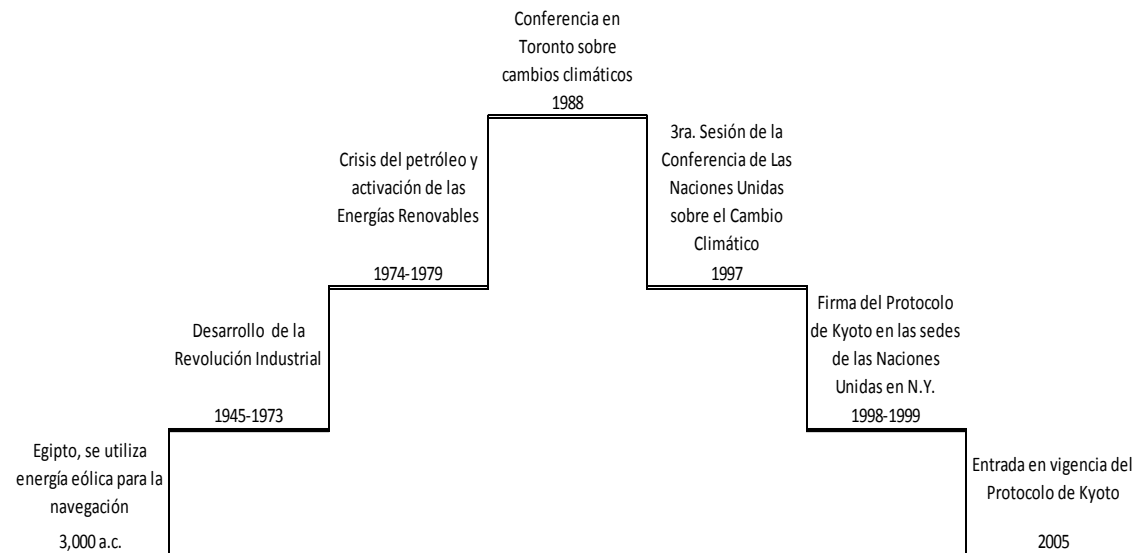 Egipto, se utiliza
energía eólica para la
navegación
3,000 a.c.
Desarrollo de la
Revolución Industrial
1945-1973
Crisis del petróleo y
activación de las
Energías Renovables
1974-1979
Conferencia en
Toronto sobre
cambios climáticos
1988
3ra. Sesión de la
Conferencia de Las
Naciones Unidas
sobre el Cambio
Climático
1997
Firma del Protocolo
de Kyoto en las sedes
de las Naciones
Unidas en N.Y.
1998-1999
Entrada en vigencia del
Protocolo de Kyoto
2005